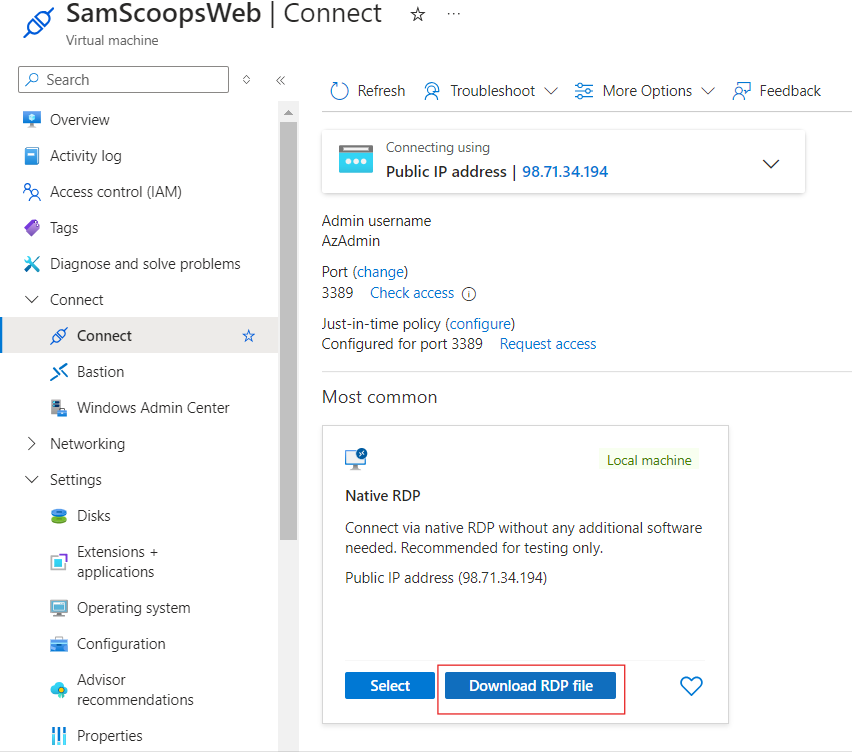 SamScoopsWeb | Connect
Virtual machine
Search
Overview
Activity log
Access control (IAM)
Tags
Diagnose and solve problems
Connect
Connect
Bastion
Windows Admin Center
Networking
Settings
Disks
Extensions +
applications
Operating system
Configuration
Advisor
recommendations
Properties
Refresh
Troubleshoot
More Options
Feedback
Connecting using
Public IP address | 98.71.34.194
Admin username
AzAdmin
Port (change)
3389 Check access
Just-in-time policy (configure)
Configured for port 3389 Request access
Most common
Local machine
Native RDP
Connect via native RDP without any additional software
needed. Recommended for testing only.
Public IP address (98.71.34.194)
Select
Download RDP file